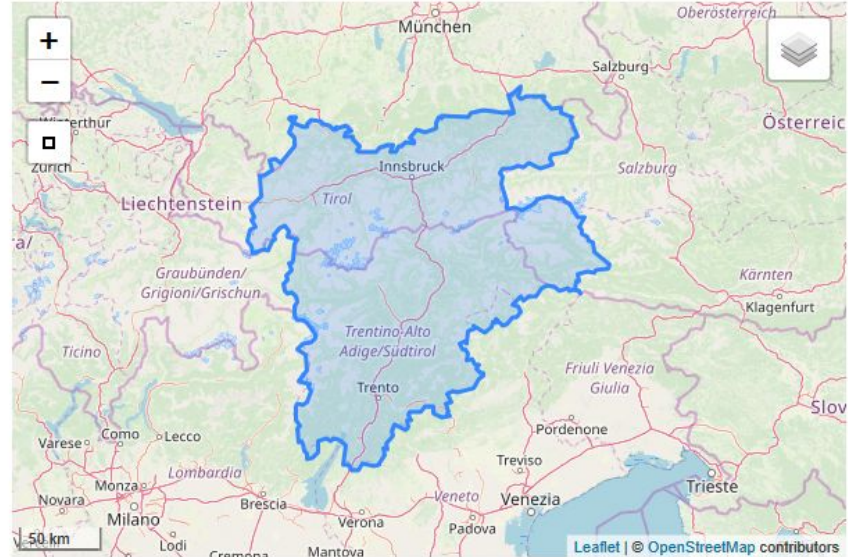 München
Oberösterreich
+
−
Salzburg
Winterthur
Österreic
Zürich
Innsbruck
Salzburg
Liechtenstein
Tirol
a/
Graubünden/
Grigioni/Grischun
Kärnten
Klagenfurt
Trentino-Alto
Adige/Südtirol
Ticino
Friuli Venezia
Giulia
Trento
Slov
Pordenone
Varese
Como
Lecco
Treviso
Lombardia
Monza
Trieste
Novara
Brescia
Veneto
Venezia
Milano
Verona
Padova
50 km
Lodi
Cremona
Mantova
Leaflet | © OpenStreetMap contributors